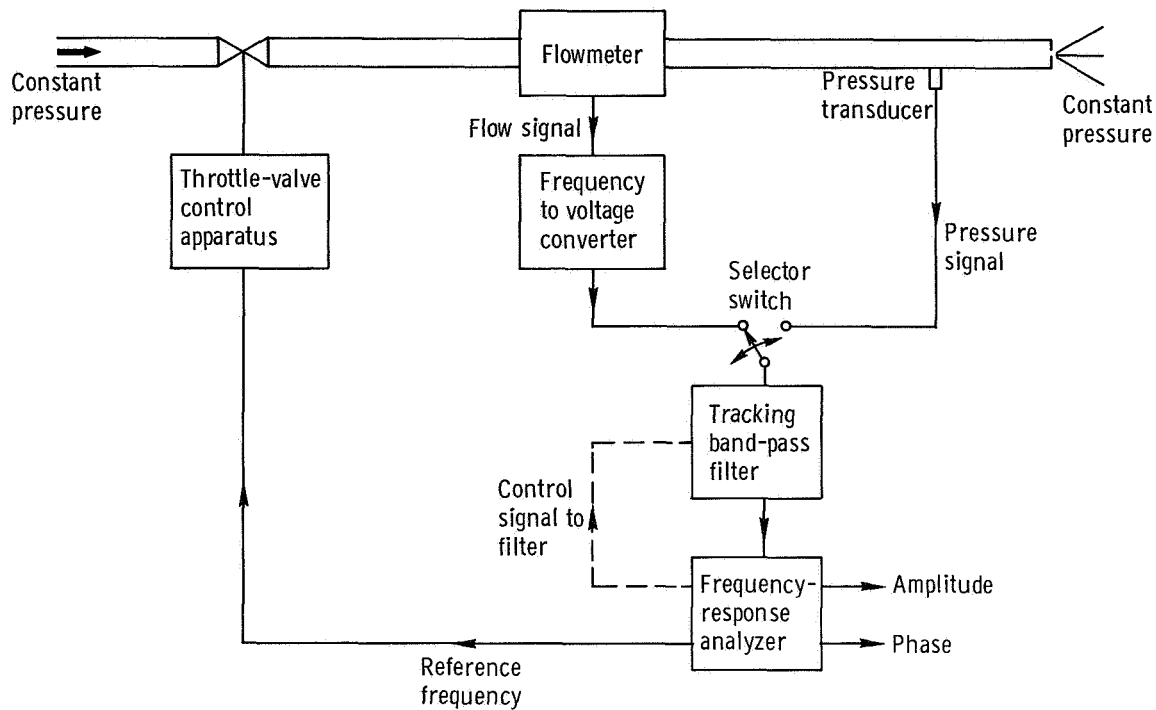 Constant
pressure
Flowmeter
Pressure
transducer
Constant
pressure
Flow signal
Throttle-valve
control
apparatus
Frequency
to voltage
converter
Pressure
signal
Selector
switch
Tracking
band-pass
filter
Control
signal to
filter
Frequency-
response
analyzer
Amplitude
Phase
Reference
frequency